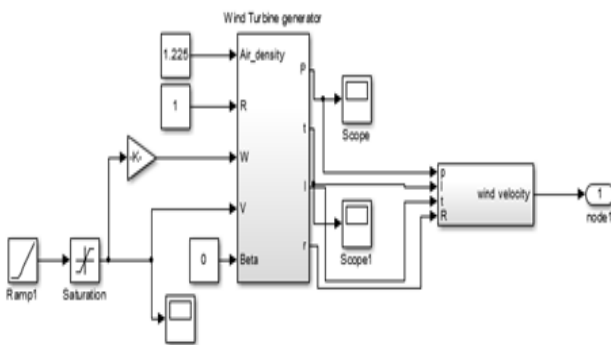 Wind Turbine generator
1.225
Air_density
p
1
R
Scope
t
-K-
W
p
l
l
wind velocity
1
t
V
R
node1
0
Beta
r
Scope1
Ramp1
Saturation